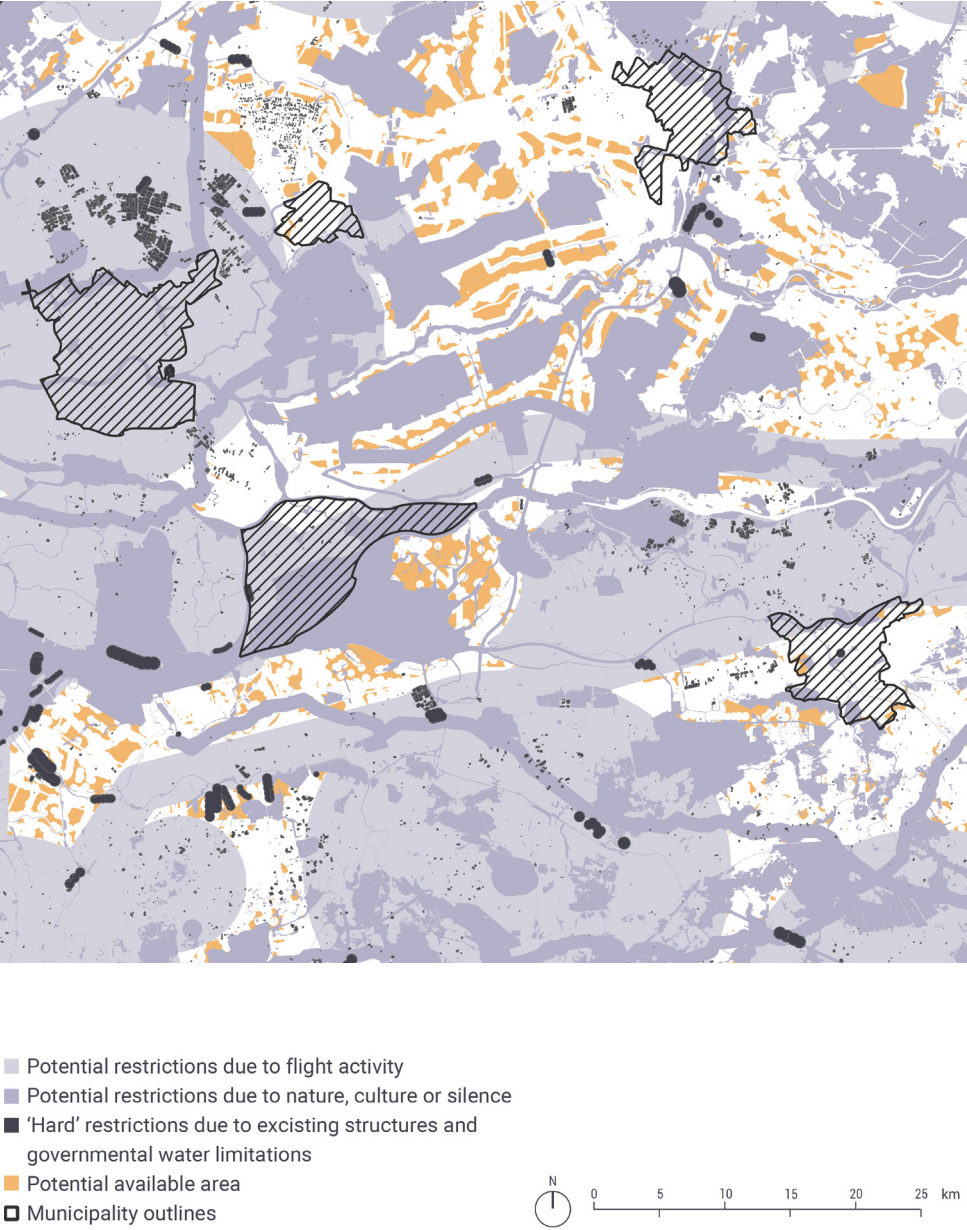 Potential restrictions due to flight activity
Potential restrictions due to nature, culture or silence
‘Hard’ restrictions due to excisting structures and
governmental water limitations
Potential available area
Municipality outlines
N
0 5 10 15 20 25 km